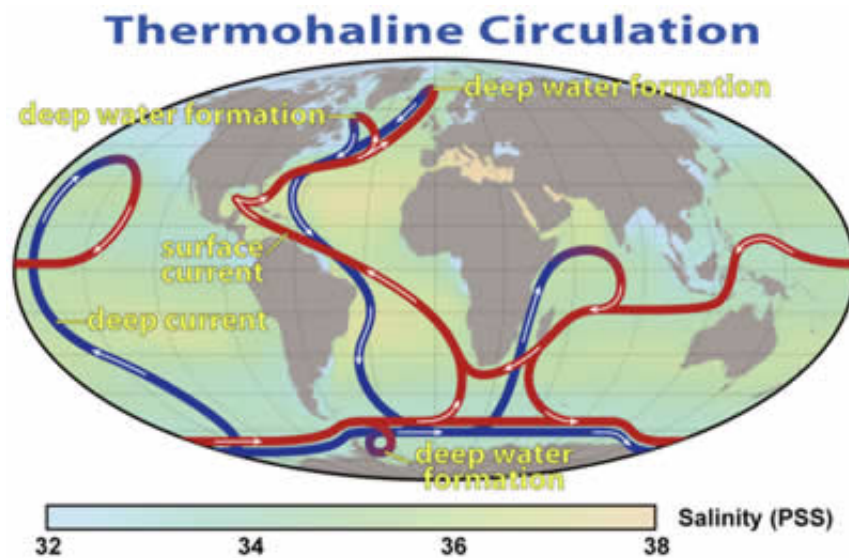 Thermohaline Circulation
deep water formation
deep water formation
surface
current
deep current
deep water
formation
Salinity (PSS)
32
34
36
38